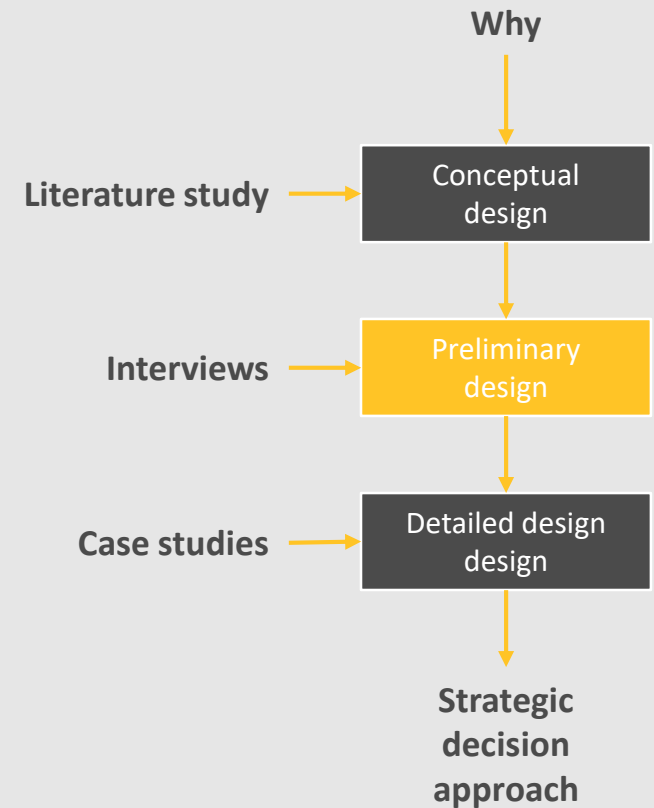 Why
Literature study
Conceptual
design
Interviews
Preliminary
design
Case studies
Detailed design
design
Strategic
decision
approach